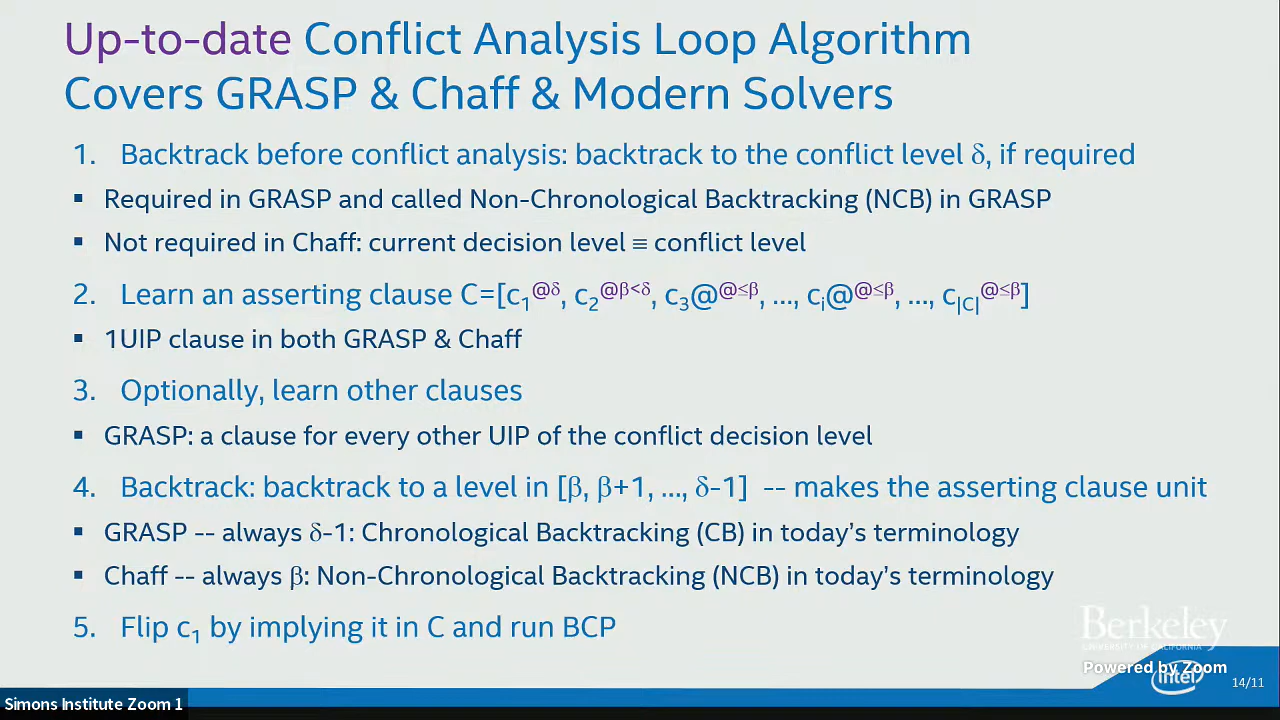 Up-to-date Conflict Analysis Loop Algorithm
Covers GRASP & Chaff & Modern Solvers
1. Backtrack before conflict analysis: backtrack to the conflict level δ, if required
▪ Required in GRASP and called Non-Chronological Backtracking (NCB) in GRASP
▪ Not required in Chaff: current decision level ≡ conflict level
2. Learn an asserting clause C=[c1@δ, c2@β<δ, c3@@≤β, ..., ci@@≤β, ..., c|C|@≤β]
▪ 1UIP clause in both GRASP & Chaff
3. Optionally, learn other clauses
▪ GRASP: a clause for every other UIP of the conflict decision level
4. Backtrack: backtrack to a level in [β, β+1, ..., δ-1] -- makes the asserting clause unit
▪ GRASP -- always δ-1: Chronological Backtracking (CB) in today's terminology
▪ Chaff -- always β: Non-Chronological Backtracking (NCB) in today's terminology
5. Flip c1 by implying it in C and run BCP
Berkeley
UNIVERSITY OF CALIFORNIA
Powered by Zoom
intel
14/11
Simons Institute Zoom 1